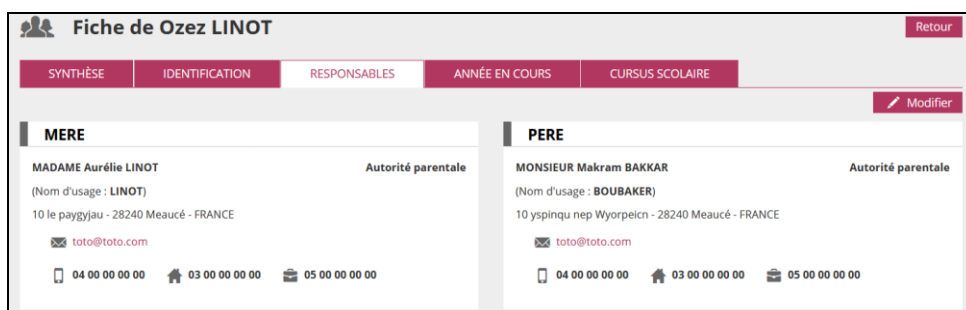 Fiche de Ozez LINOT
Retour
SYNTHÈSE IDENTIFICATION RESPONSABLES ANNÉE EN COURS CURSUS SCOLAIRE
Modifier
MERE
MADAME Aurélie LINOT Autorité parentale
(Nom d'usage : LINOT)
10 le paygyjau - 28240 Meaucé - FRANCE
toto@toto.com
04 00 00 00 00 03 00 00 00 00 05 00 00 00 00
PERE
MONSIEUR Makram BAKKAR Autorité parentale
(Nom d'usage : BOUBAKER)
10 yspinqu nep Wyorpeicn - 28240 Meaucé - FRANCE
toto@toto.com
04 00 00 00 00 03 00 00 00 00 05 00 00 00 00